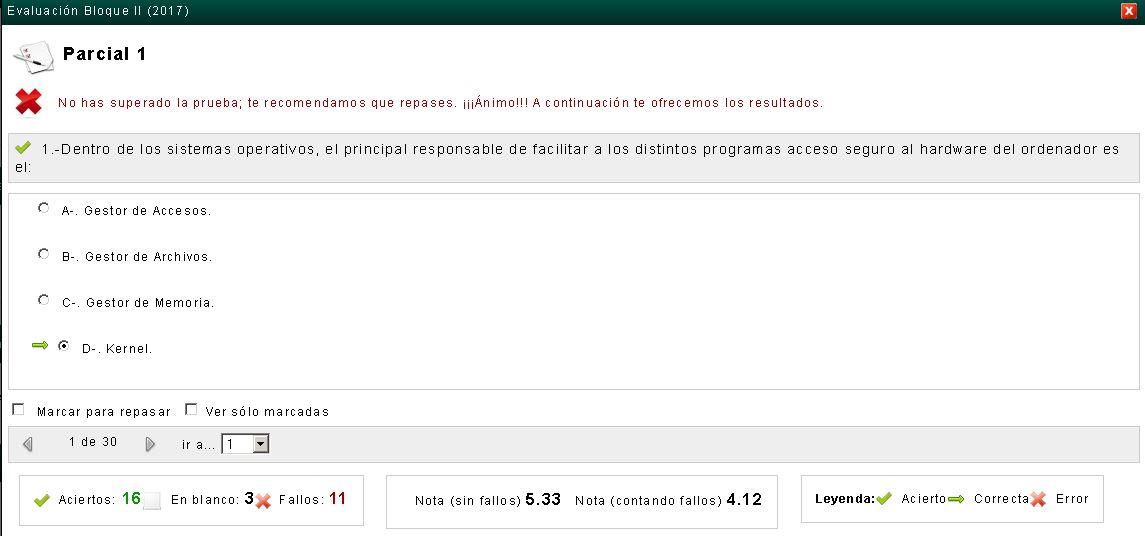 Evaluación Bloque II (2017)
Parcial 1
No has superado la prueba; te recomendamos que repases. ¡¡¡Ánimo!!! A continuación te ofrecemos los resultados.
1.-Dentro de los sistemas operativos, el principal responsable de facilitar a los distintos programas acceso seguro al hardware del ordenador es
el:
A-. Gestor de Accesos.
B-. Gestor de Archivos.
C-. Gestor de Memoria.
D-. Kernel.
Marcar para repasar Ver sólo marcadas
1 de 30 ir a... 1
Aciertos: 16 En blanco: 3 Fallos: 11 Nota (sin fallos) 5.33 Nota (contando fallos) 4.12 Leyenda: Acierto Correcta Error